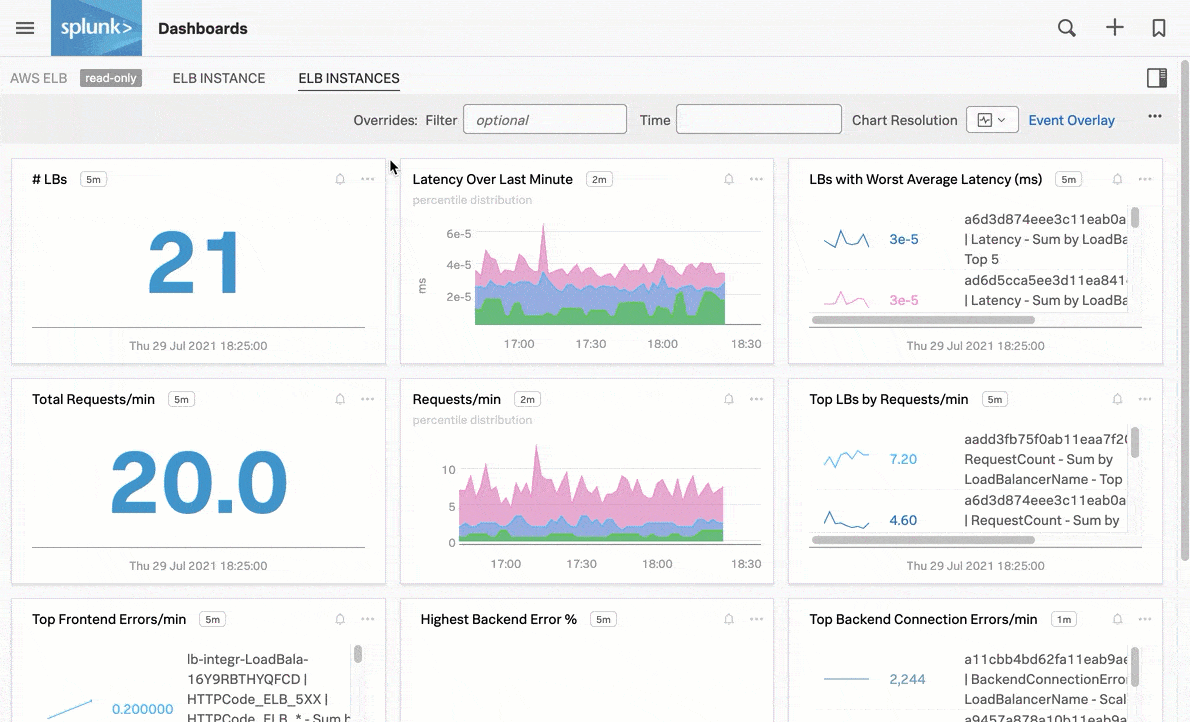 splunk> Dashboards
AWS ELB read-only ELB INSTANCE ELB INSTANCES
Overrides: Filter optional Time Chart Resolution Event Overlay
# LBs 5m
21
Thu 29 Jul 2021 18:25:00
Latency Over Last Minute 2m
percentile distribution
6e-5
4e-5
2e-5
ms
17:00 17:30 18:00 18:30
LBs with Worst Average Latency (ms) 5m
a6d3d874eee3c11eab0a
3e-5 | Latency - Sum by LoadBa
Top 5
ad6d5cca5ee3d11ea841
3e-5 | Latency - Sum by LoadBa
Thu 29 Jul 2021 18:25:00
Total Requests/min 5m
20.0
Thu 29 Jul 2021 18:25:00
Requests/min 2m
percentile distribution
10
5
0
17:00 17:30 18:00 18:30
Top LBs by Requests/min 5m
aadd3fb75f0ab11eaa7f20
7.20 RequestCount - Sum by
LoadBalancerName - Top
a6d3d874eee3c11eab0a
4.60 | RequestCount - Sum by
Thu 29 Jul 2021 18:25:00
Top Frontend Errors/min 5m
lb-integr-LoadBala-
16Y9RBTHYQFCD |
HTTPCode_ELB_5XX |
0.200000 HTTPCode_ELB_* - Sum b
Highest Backend Error % 5m
Top Backend Connection Errors/min 1m
a11cbb4bd62fa11eab9ae
2,244 | BackendConnectionErro
LoadBalancerName - Scal
a9457a878a10b11eab9a